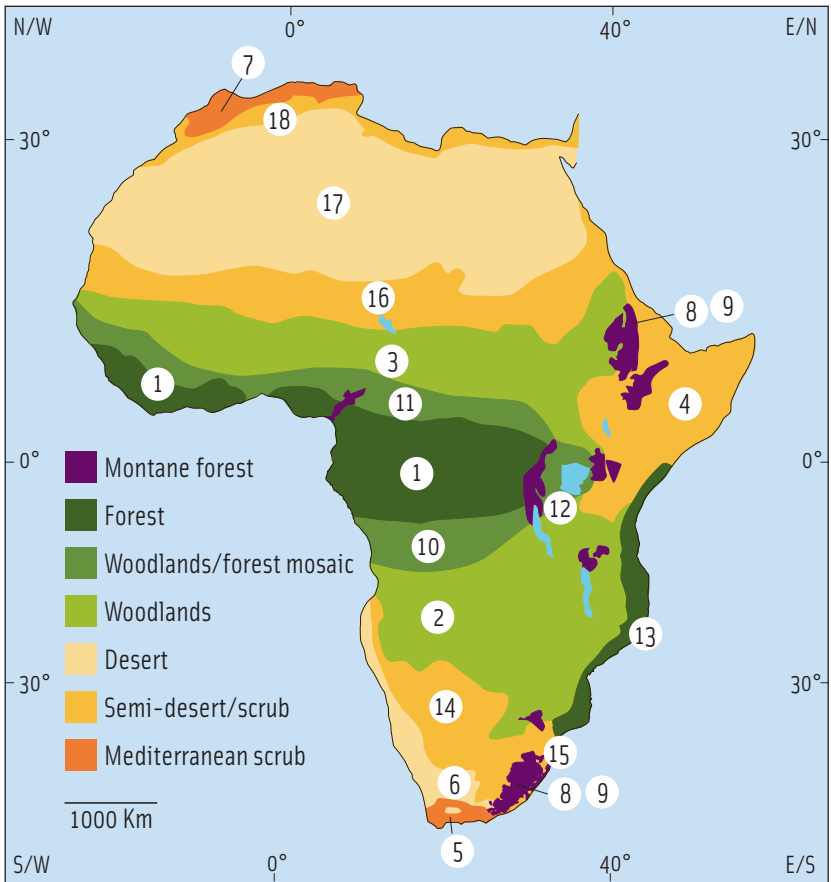 N/W 0° 40° E/N
7
18
30° 30°
17
16
8 9
3
1 11 4
0° 0°
1
12
10
2
13
30° 30°
14
15
6
8 9
5
Montane forest
Forest
Woodlands/forest mosaic
Woodlands
Desert
Semi-desert/scrub
Mediterranean scrub
1000 Km
S/W 0° 40° E/S